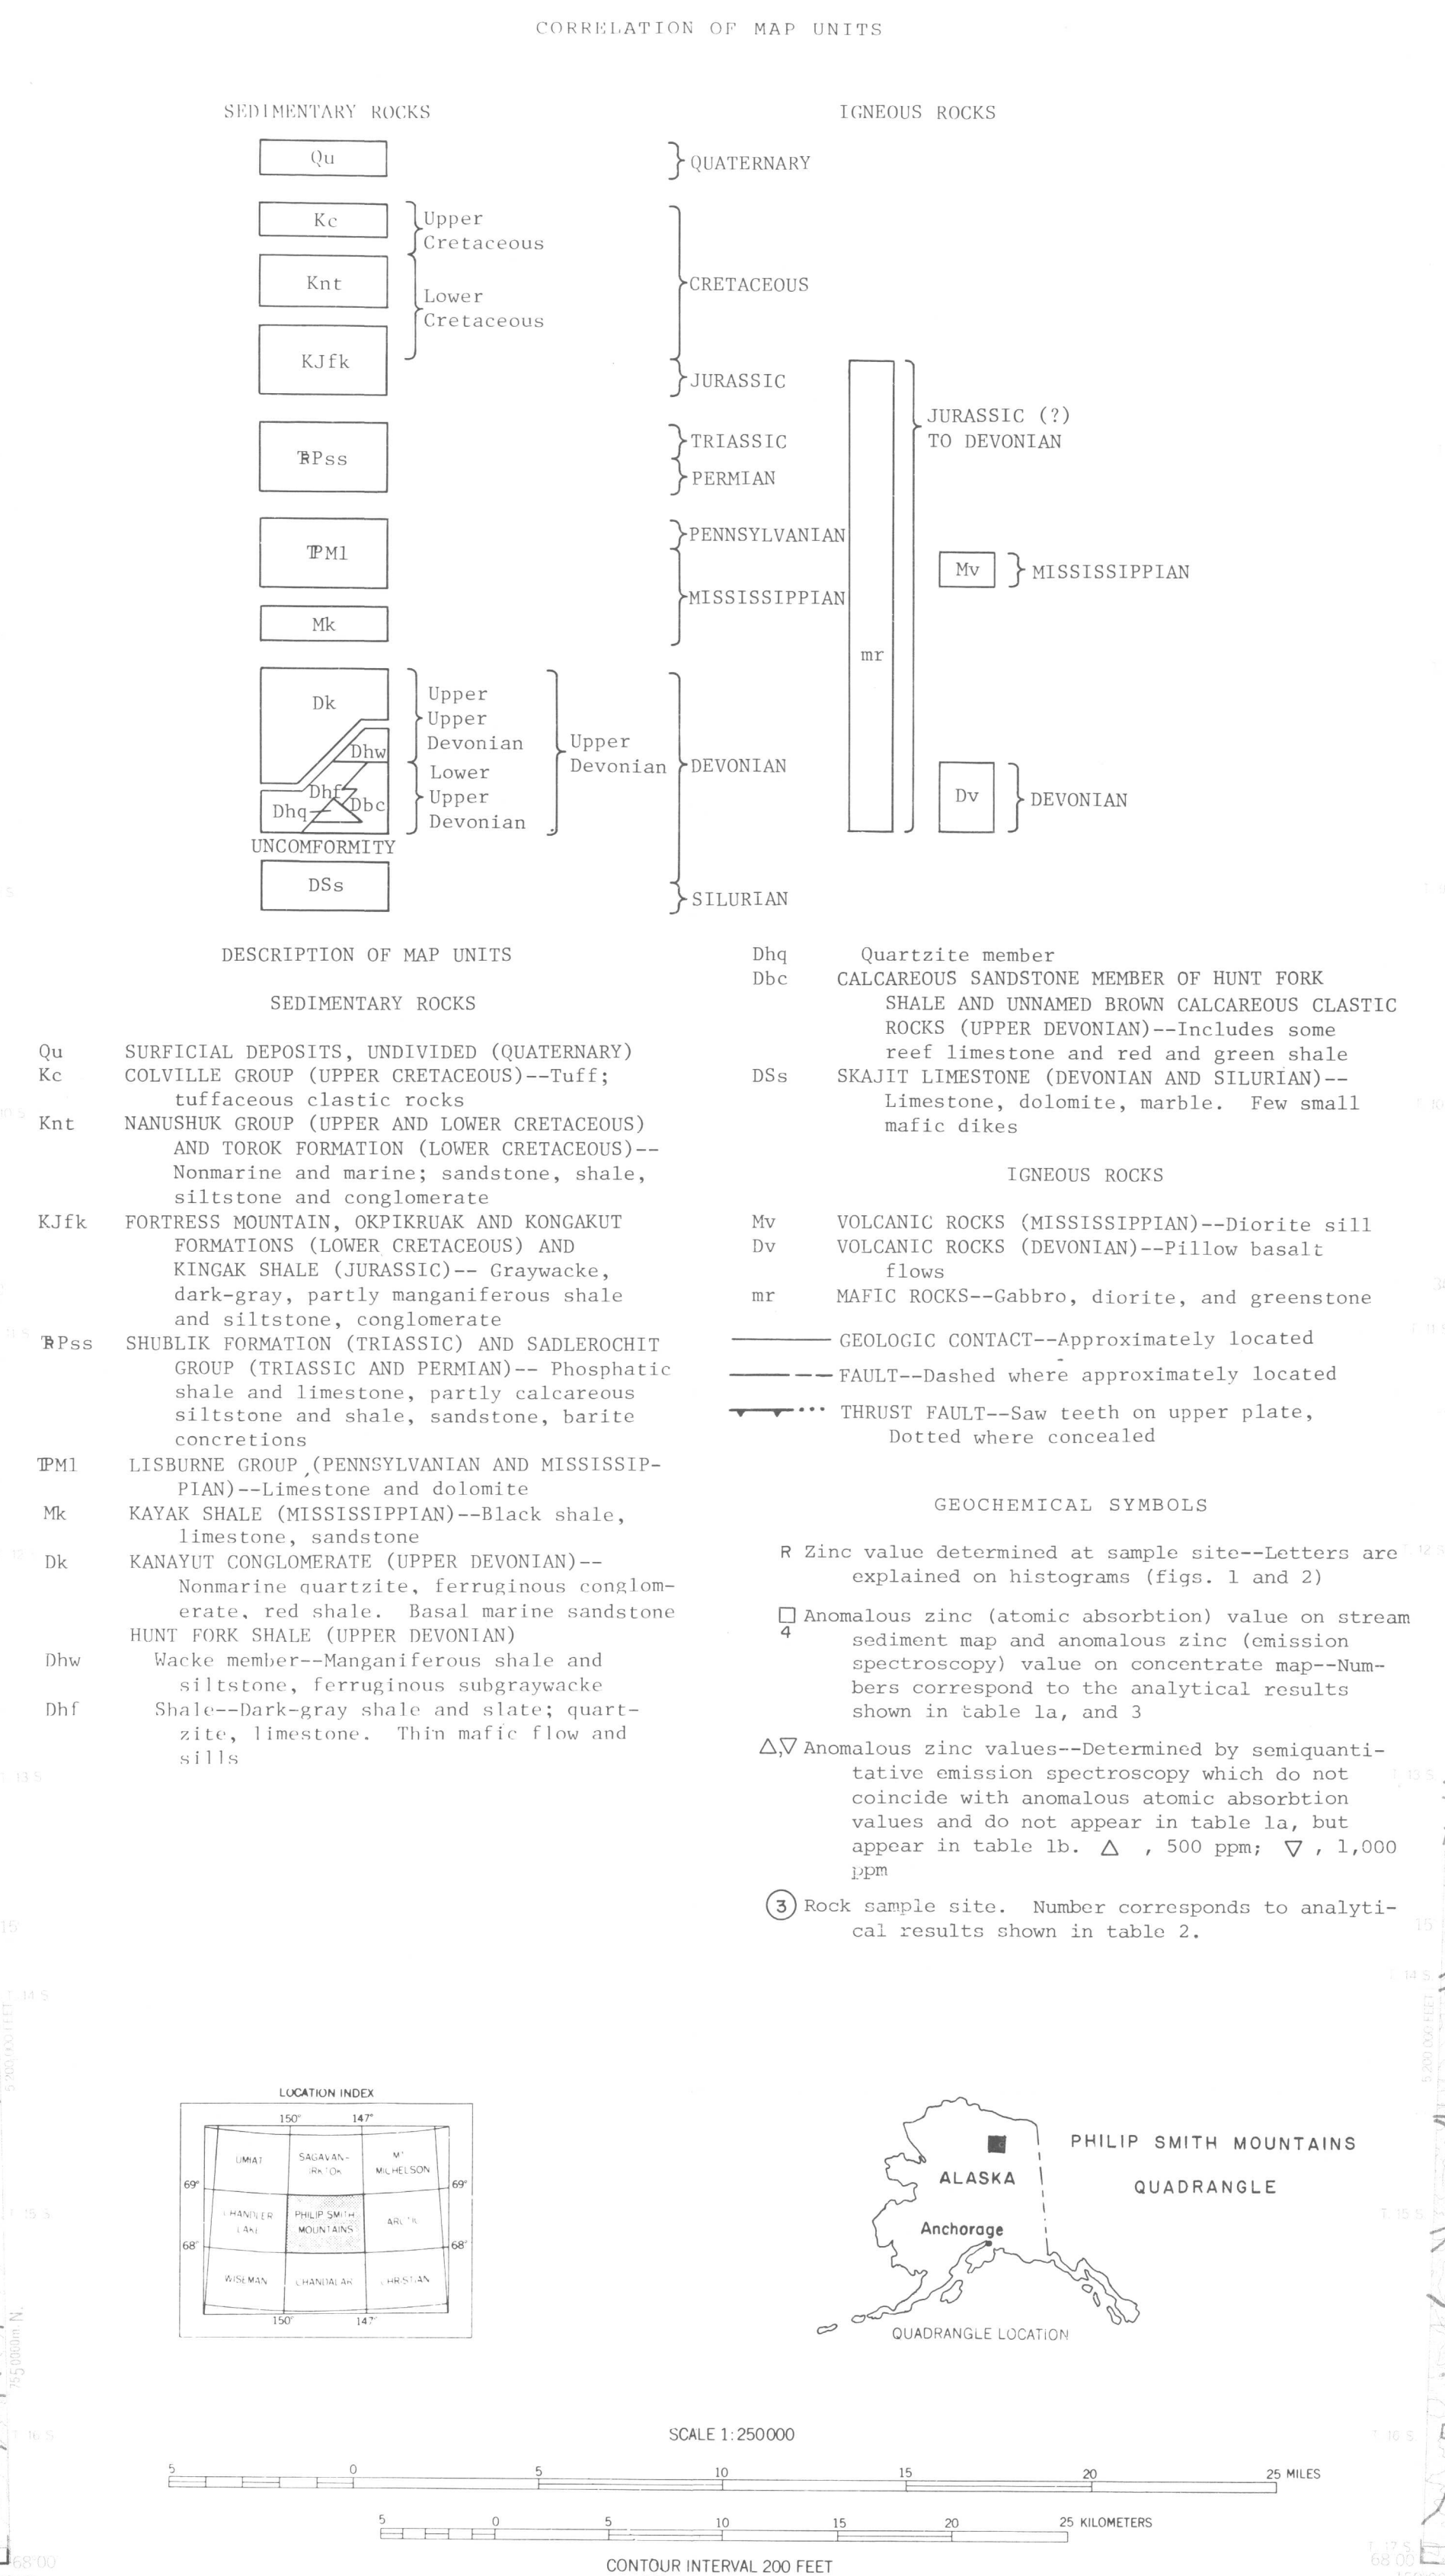 CORRELATION OF MAP UNITS
SEDIMENTARY ROCKS
IGNEOUS ROCKS
Qu
QUATERNARY
Kc
Upper
Cretaceous
Knt
Lower
Cretaceous
CRETACEOUS
KJfk
JURASSIC
JURASSIC (?)
TO DEVONIAN
TRPss
TRIASSIC
PERMIAN
PENNSYLVANIAN
IPMl
Mv
MISSISSIPPIAN
MISSISSIPPIAN
Mk
mr
Dk
Upper
Upper
Devonian
Upper
Devonian
DEVONIAN
Dhw
Lower
Upper
Devonian
Dhf
Dhq
Dbc
Dv
DEVONIAN
UNCOMFORMITY
DSs
SILURIAN
DESCRIPTION OF MAP UNITS
SEDIMENTARY ROCKS
Qu SURFICIAL DEPOSITS, UNDIVIDED (QUATERNARY)
Kc COLVILLE GROUP (UPPER CRETACEOUS)--Tuff;
tuffaceous clastic rocks
Knt NANUSHUK GROUP (UPPER AND LOWER CRETACEOUS)
AND TOROK FORMATION (LOWER CRETACEOUS)--
Nonmarine and marine; sandstone, shale,
siltstone and conglomerate
KJfk FORTRESS MOUNTAIN, OKPIKRUAK AND KONGAKUT
FORMATIONS (LOWER CRETACEOUS) AND
KINGAK SHALE (JURASSIC)-- Graywacke,
dark-gray, partly manganiferous shale
and siltstone, conglomerate
TRPss SHUBLIK FORMATION (TRIASSIC) AND SADLEROCHIT
GROUP (TRIASSIC AND PERMIAN)-- Phosphatic
shale and limestone, partly calcareous
siltstone and shale, sandstone, barite
concretions
IPMl LISBURNE GROUP (PENNSYLVANIAN AND MISSISSIP-
PIAN)--Limestone and dolomite
Mk KAYAK SHALE (MISSISSIPPIAN)--Black shale,
limestone, sandstone
Dk KANAYUT CONGLOMERATE (UPPER DEVONIAN)--
Nonmarine quartzite, ferruginous conglom-
erate, red shale. Basal marine sandstone
HUNT FORK SHALE (UPPER DEVONIAN)
Dhw Wacke member--Manganiferous shale and
siltstone, ferruginous subgraywacke
Dhf Shale--Dark-gray shale and slate; quart-
zite, limestone. Thin mafic flow and
sills
Dhq Quartzite member
Dbc CALCAREOUS SANDSTONE MEMBER OF HUNT FORK
SHALE AND UNNAMED BROWN CALCAREOUS CLASTIC
ROCKS (UPPER DEVONIAN)--Includes some
reef limestone and red and green shale
DSs SKAJIT LIMESTONE (DEVONIAN AND SILURIAN)--
Limestone, dolomite, marble. Few small
mafic dikes
IGNEOUS ROCKS
Mv VOLCANIC ROCKS (MISSISSIPPIAN)--Diorite sill
Dv VOLCANIC ROCKS (DEVONIAN)--Pillow basalt
flows
mr MAFIC ROCKS--Gabbro, diorite, and greenstone
GEOLOGIC CONTACT--Approximately located
FAULT--Dashed where approximately located
THRUST FAULT--Saw teeth on upper plate,
Dotted where concealed
GEOCHEMICAL SYMBOLS
R Zinc value determined at sample site--Letters are
explained on histograms (figs. 1 and 2)
4 Anomalous zinc (atomic absorbtion) value on stream
sediment map and anomalous zinc (emission
spectroscopy) value on concentrate map--Num-
bers correspond to the analytical results
shown in table 1a, and 3
△,▽ Anomalous zinc values--Determined by semiquanti-
tative emission spectroscopy which do not
coincide with anomalous atomic absorbtion
values and do not appear in table 1a, but
appear in table 1b. △ , 500 ppm; ▽ , 1,000
ppm
3 Rock sample site. Number corresponds to analyti-
cal results shown in table 2.
LOCATION INDEX
150° 147°
UMIAT
SAGAVAN-
IRKTOK
MT
MICHELSON
69° 69°
CHANDLER
LAKE
PHILIP SMITH
MOUNTAINS
ARCTIC
68° 68°
WISEMAN CHANDALAR CHRISTIAN
150° 147°
ALASKA
Anchorage
QUADRANGLE LOCATION
PHILIP SMITH MOUNTAINS
QUADRANGLE
SCALE 1:250000
5 0 5 10 15 20 25 MILES
5 0 5 10 15 20 25 KILOMETERS
CONTOUR INTERVAL 200 FEET